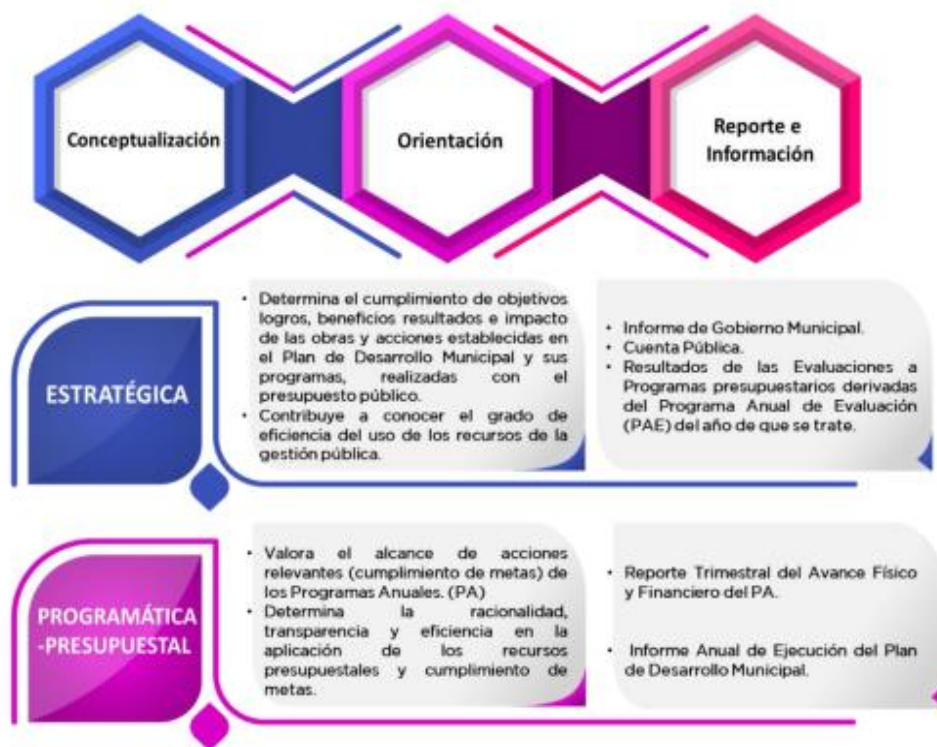 Conceptualización
Orientación
Reporte e
Información
ESTRATÉGICA
• Determina el cumplimiento de objetivos
logros, beneficios resultados e impacto
de las obras y acciones establecidas en
el Plan de Desarrollo Municipal y sus
programas, realizadas con el
presupuesto público.
• Contribuye a conocer el grado de
eficiencia del uso de los recursos de la
gestión pública.
• Informe de Gobierno Municipal.
• Cuenta Pública.
• Resultados de las Evaluaciones a
Programas presupuestarios derivadas
del Programa Anual de Evaluación
(PAE) del año de que se trate.
PROGRAMÁTICA
-PRESUPUESTAL
• Valora el alcance de acciones
relevantes (cumplimiento de metas) de
los Programas Anuales. (PA)
• Determina la racionalidad,
transparencia y eficiencia en la
aplicación de los recursos
presupuestales y cumplimiento de
metas.
• Reporte Trimestral del Avance Físico
y Financiero del PA.
• Informe Anual de Ejecución del Plan
de Desarrollo Municipal.